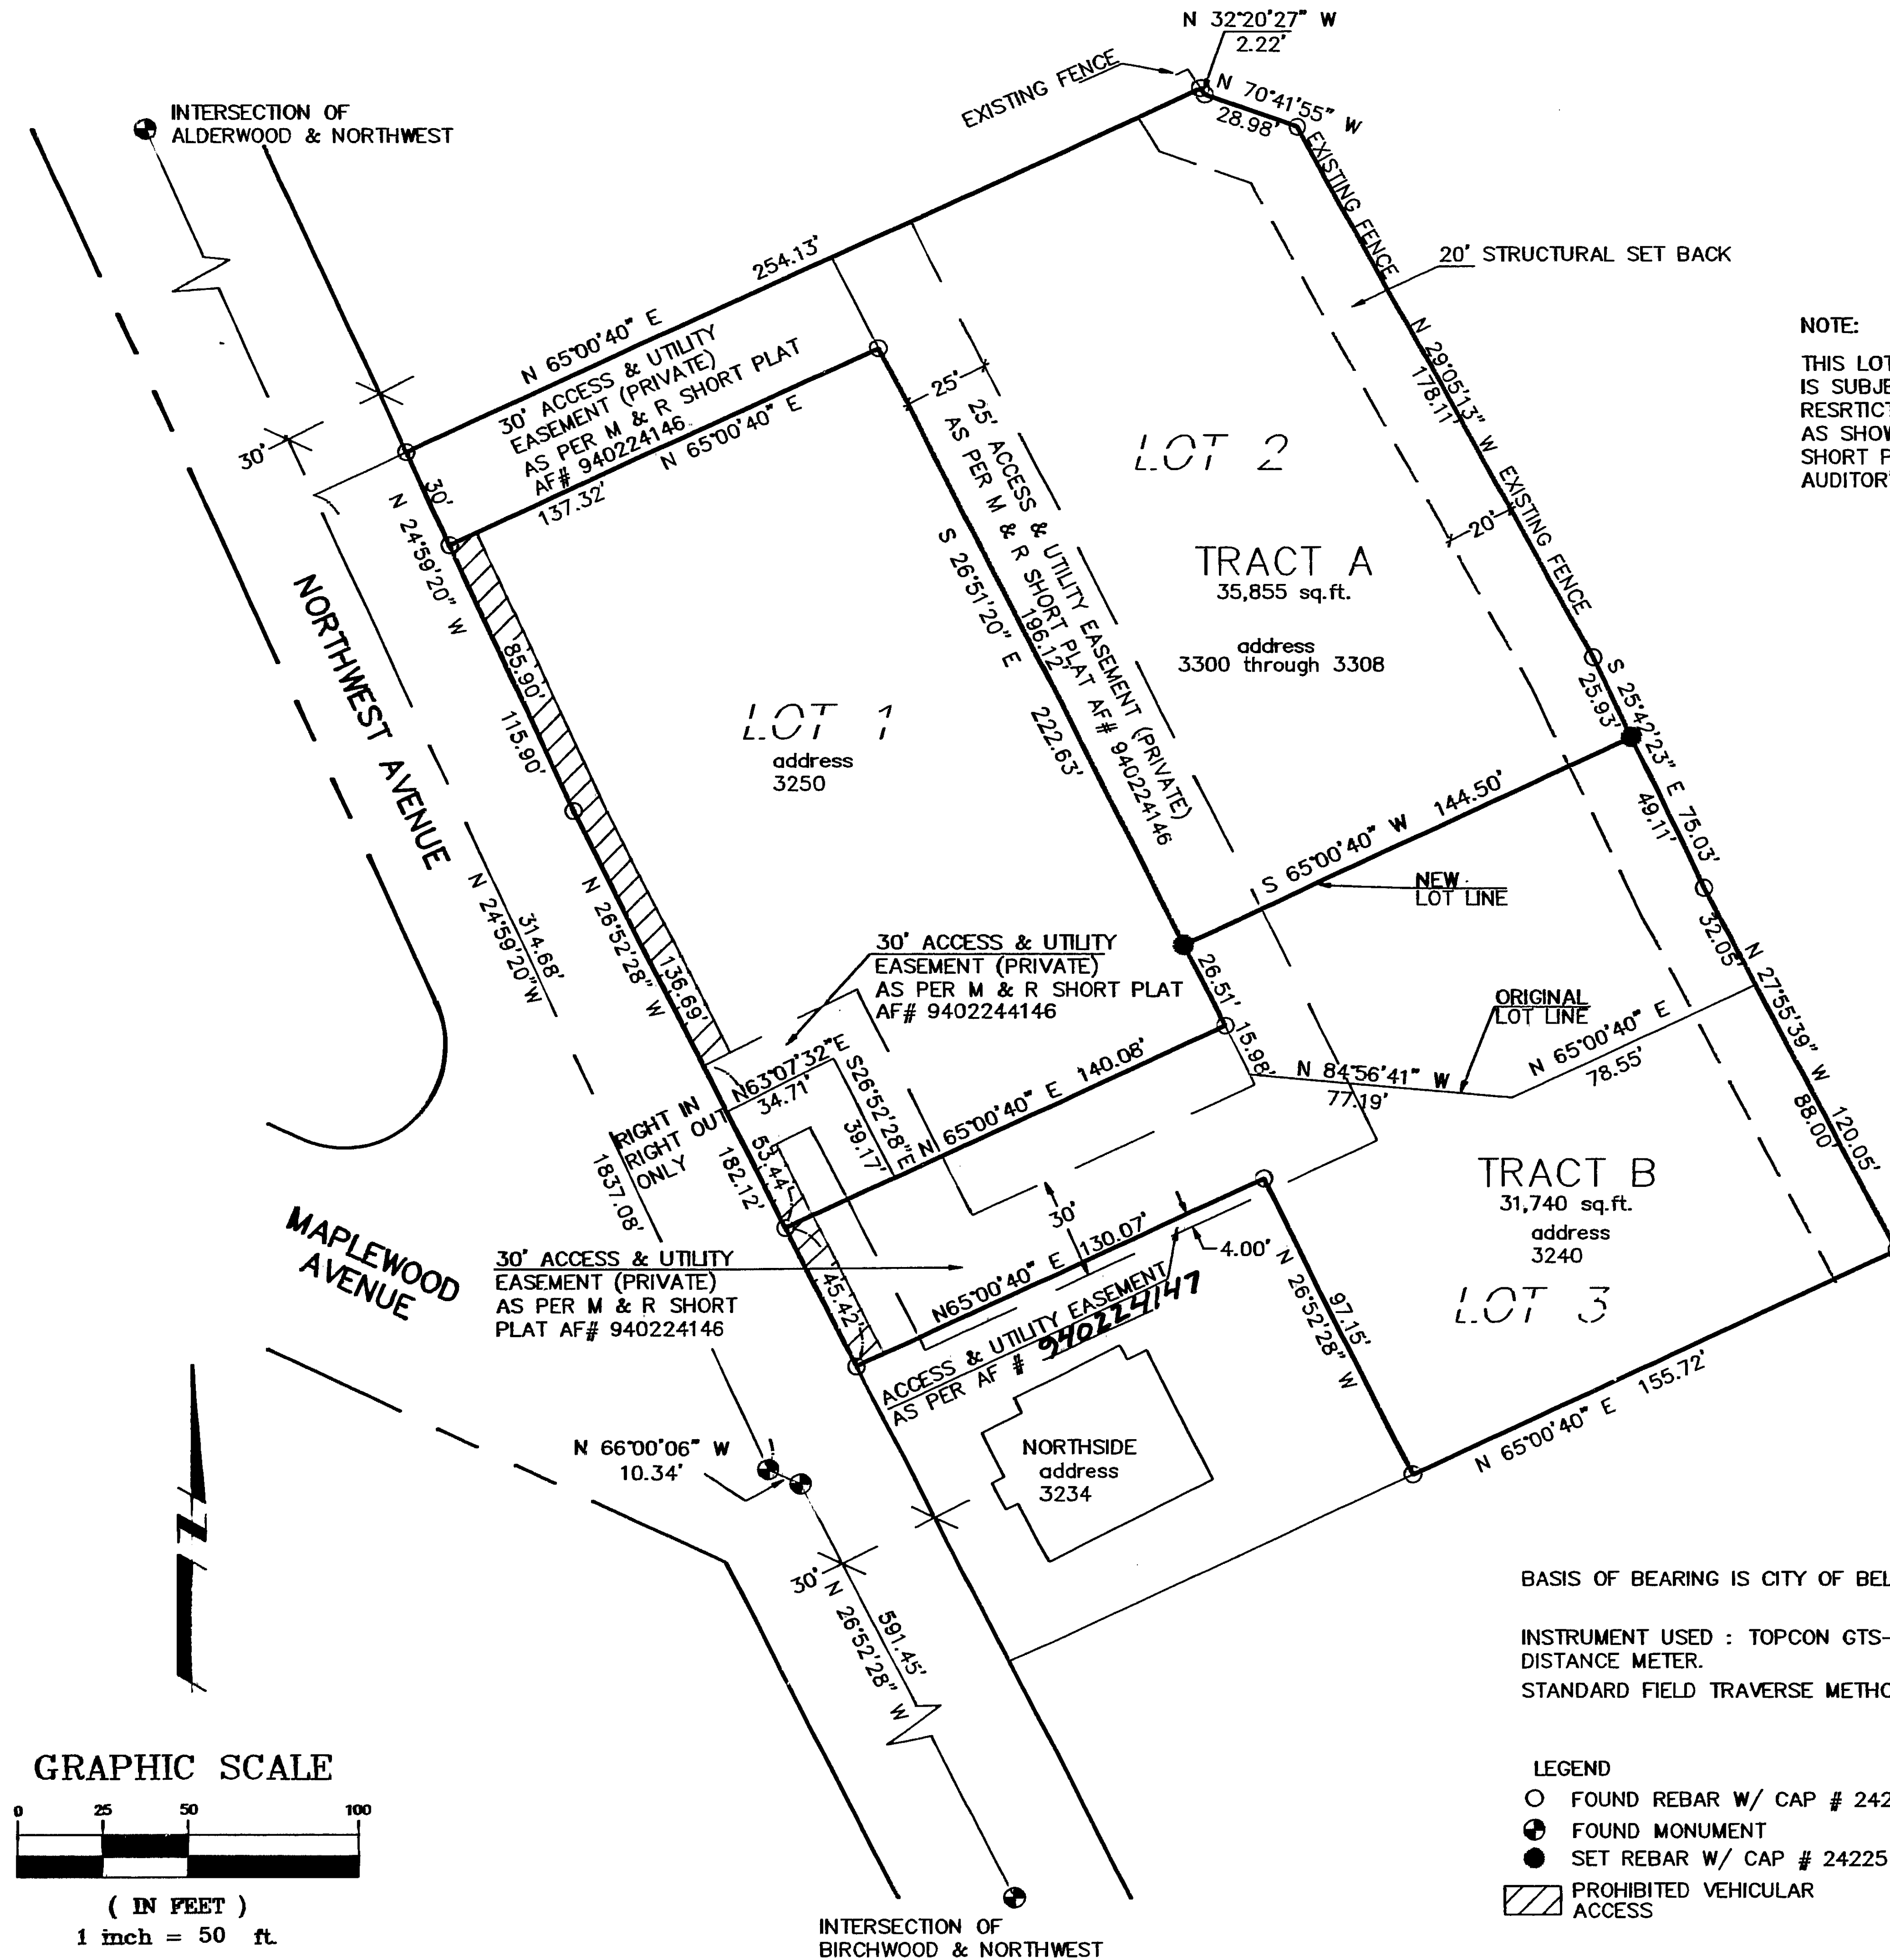 N 32°20'27" W
2.22'
EXISTING FENCE
N 70°41'55" W
28.98'
INTERSECTION OF
ALDERWOOD & NORTHWEST
EXISTING FENCE
20' STRUCTURAL SET BACK
254.13'
N 65°00'40" E
30' ACCESS & UTILITY
EASEMENT (PRIVATE)
AS PER M & R SHORT PLAT
AF# 940224146
N 65°00'40" E
137.32'
NOTE:
THIS LOT
IS SUBJE
RESRTICT
AS SHOW
SHORT P
AUDITOR'
N 29°05'13" W
178.11'
EXISTING FENCE
30'
30'
N 24°59'20" W
25'
25' ACCESS & UTILITY EASEMENT (PRIVATE)
AS PER M & R SHORT PLAT AF# 940224146
LOT 2
20'
TRACT A
35,855 sq.ft.
address
3300 through 3308
S 26°51'20" E
196.12'
222.63'
NORTHWEST AVENUE
85.90'
115.90'
LOT 1
address
3250
S 25°42'23" E
25.93'
75.03'
49.11'
S 65°00'40" W
144.50'
NEW
LOT LINE
N 24°59'20"W
314.68'
N 26°52'28" W
136.69'
30' ACCESS & UTILITY
EASEMENT (PRIVATE)
AS PER M & R SHORT PLAT
AF# 9402244146
26.51'
15.98'
32.05'
N 27°55'39" W
120.05'
88.00'
ORIGINAL
LOT LINE
N 65°00'40" E
78.55'
N 84°56'41" W
77.19'
N63°07'32"E
34.71'
S26°52'28"E
39.17'
N 65°00'40" E
140.08'
RIGHT IN
RIGHT OUT
ONLY
1837.08'
53.44'
182.12'
45.42'
TRACT B
31,740 sq.ft.
address
3240
LOT 3
MAPLEWOOD
AVENUE
30' ACCESS & UTILITY
EASEMENT (PRIVATE)
AS PER M & R SHORT
PLAT AF# 940224146
30'
N65°00'40" E
130.07'
4.00'
ACCESS & UTILITY EASEMENT
AS PER AF # 940224147
N 26°52'28" W
97.15'
N 65°00'40" E
155.72'
N 66°00'06" W
10.34'
NORTHSIDE
address
3234
30'
N 26°52'28" W
591.45'
N
BASIS OF BEARING IS CITY OF BEL
INSTRUMENT USED : TOPCON GTS-
DISTANCE METER.
STANDARD FIELD TRAVERSE METHO
GRAPHIC SCALE
0 25 50 100
( IN FEET )
1 inch = 50 ft.
LEGEND
FOUND REBAR W/ CAP # 242
FOUND MONUMENT
SET REBAR W/ CAP # 24225
PROHIBITED VEHICULAR
ACCESS
INTERSECTION OF
BIRCHWOOD & NORTHWEST